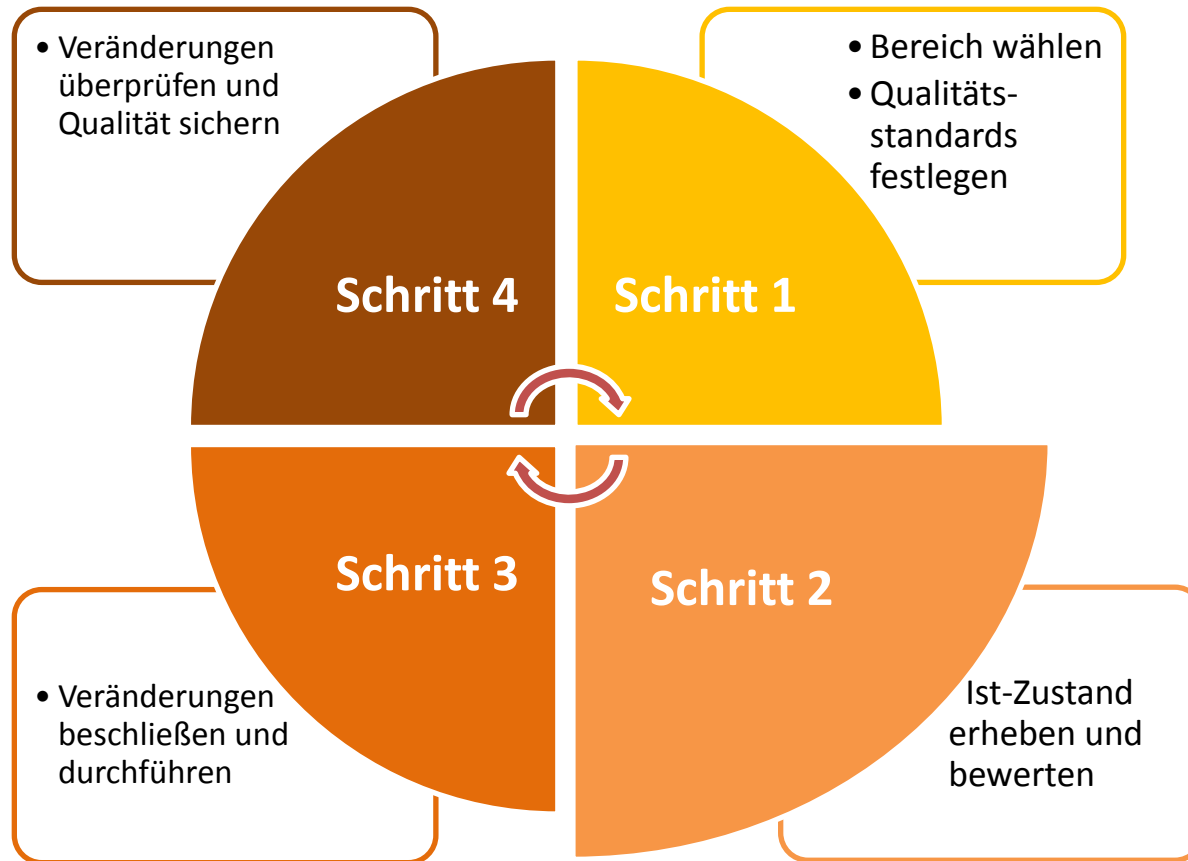 • Veränderungen
überprüfen und
Qualität sichern
• Bereich wählen
• Qualitäts-
standards
festlegen
Schritt 4
Schritt 1
Schritt 3
Schritt 2
• Veränderungen
beschließen und
durchführen
Ist-Zustand
erheben und
bewerten